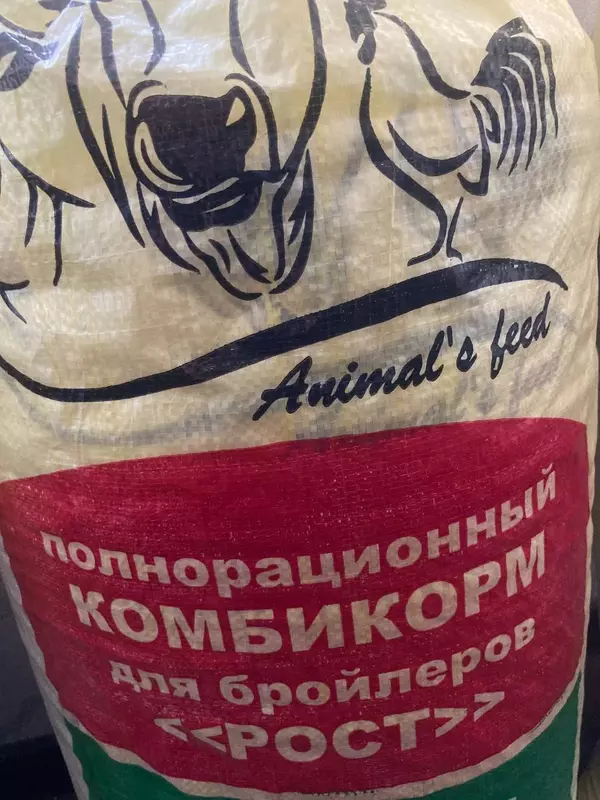 Animal's feed
полнорационный
КОМБИКОРМ
для бройлеров
<<РОСТ>>